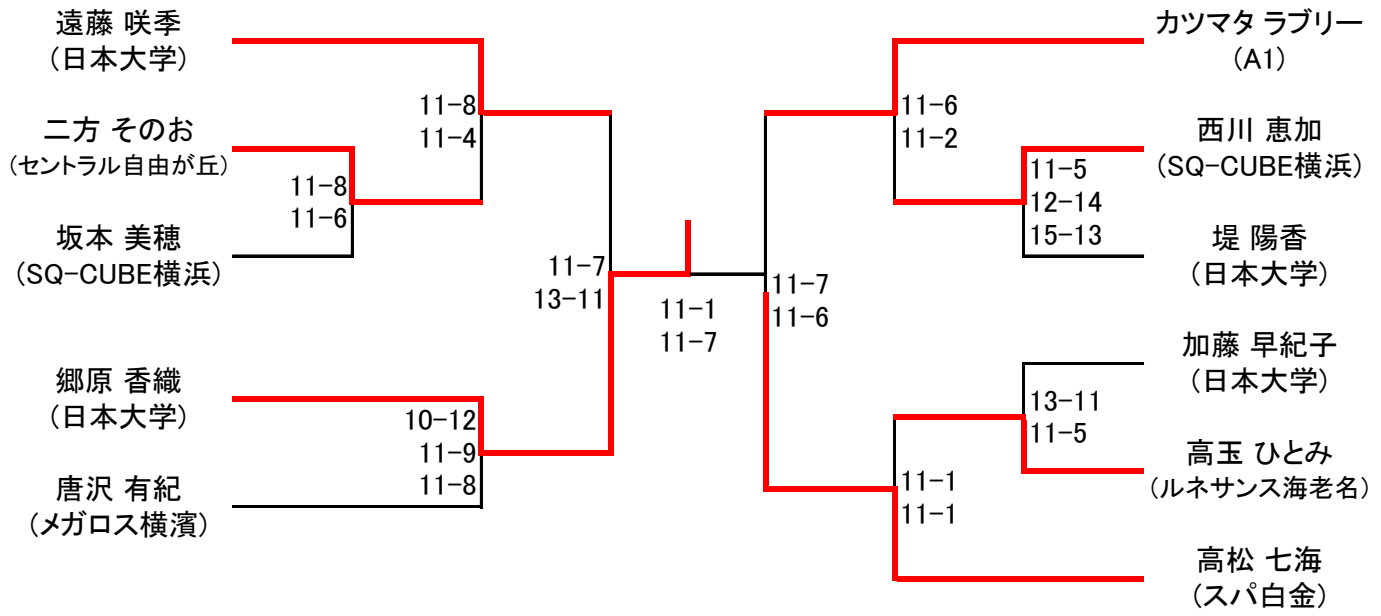 遠藤 咲季
(日本大学)
二方 そのお
(セントラル自由が丘)
坂本 美穂
(SQ-CUBE横浜)
郷原 香織
(日本大学)
唐沢 有紀
(メガロス横濱)
11-8
11-4
11-8
11-6
10-12
11-9
11-8
11-7
13-11
11-1
11-7
11-7
11-6
11-6
11-2
11-5
12-14
15-13
13-11
11-5
11-1
11-1
カツマタ ラブリー
(A1)
西川 恵加
(SQ-CUBE横浜)
堤 陽香
(日本大学)
加藤 早紀子
(日本大学)
高玉 ひとみ
(ルネサンス海老名)
高松 七海
(スパ白金)